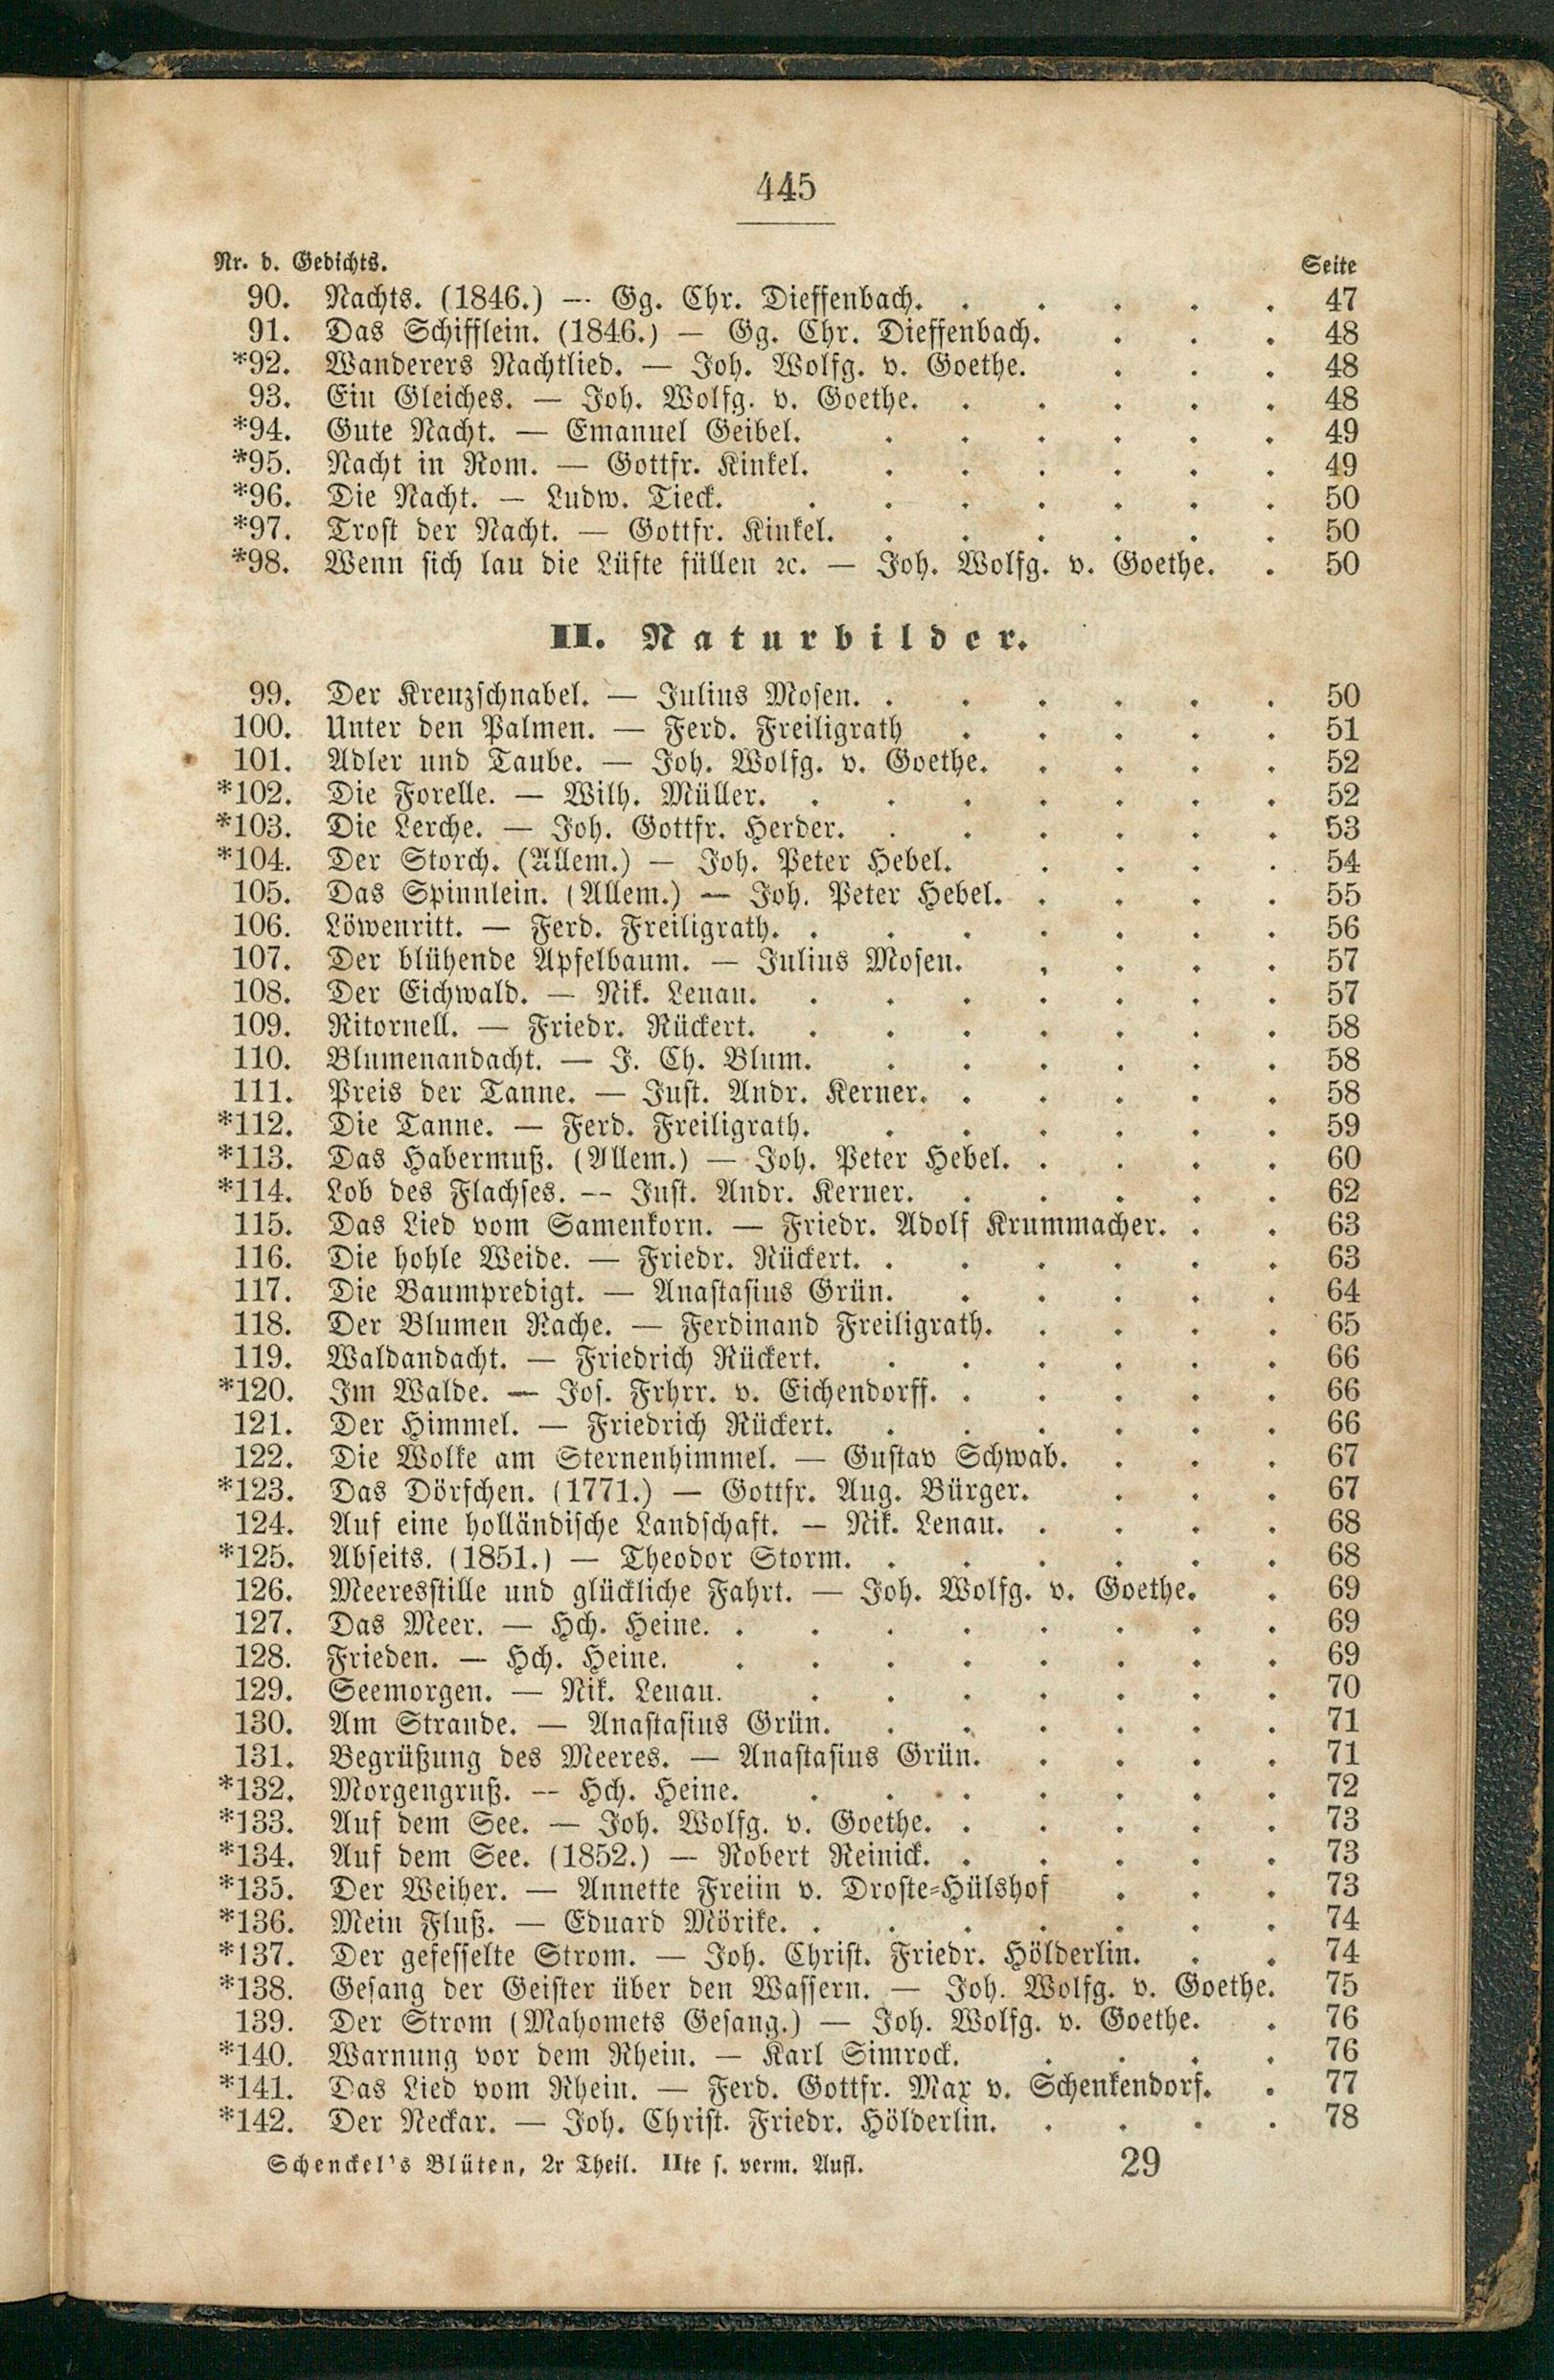 445
Nr. d. Gedichts. Seite
90. Nachts. (1846.) — Gg. Chr. Dieffenbach. . . . . . 47
91. Das Schifflein. (1846.) — Gg. Chr. Dieffenbach. . . . 48
*92. Wanderers Nachtlied. — Joh. Wolfg. v. Goethe. . . . 48
93. Ein Gleiches. — Joh. Wolfg. v. Goethe. . . . . . 48
*94. Gute Nacht. — Emanuel Geibel. . . . . . . 49
*95. Nacht in Rom. — Gottfr. Kinkel. . . . . . . 49
*96. Die Nacht. — Ludw. Tieck. . . . . . . . 50
*97. Trost der Nacht. — Gottfr. Kinkel. . . . . . . 50
*98. Wenn sich lau die Lüfte füllen ꝛc. — Joh. Wolfg. v. Goethe. . 50
II. Naturbilder.
99. Der Kreuzschnabel. — Julius Mosen. . . . . . . 50
100. Unter den Palmen. — Ferd. Freiligrath . . . . . 51
101. Adler und Taube. — Joh. Wolfg. v. Goethe. . . . . 52
*102. Die Forelle. — Wilh. Müller. . . . . . . . 52
*103. Die Lerche. — Joh. Gottfr. Herder. . . . . . . 53
*104. Der Storch. (Allem.) — Joh. Peter Hebel. . . . . 54
105. Das Spinnlein. (Allem.) — Joh. Peter Hebel. . . . . 55
106. Löwenritt. — Ferd. Freiligrath. . . . . . . . 56
107. Der blühende Apfelbaum. — Julius Mosen. . . . . 57
108. Der Eichwald. — Nik. Lenau. . . . . . . . 57
109. Ritornell. — Friedr. Rückert. . . . . . . . 58
110. Blumenandacht. — J. Ch. Blum. . . . . . . 58
111. Preis der Tanne. — Just. Andr. Kerner. . . . . . 58
*112. Die Tanne. — Ferd. Freiligrath. . . . . . . 59
*113. Das Habermuß. (Allem.) — Joh. Peter Hebel. . . . . 60
*114. Lob des Flachses. — Just. Andr. Kerner. . . . . . 62
115. Das Lied vom Samenkorn. — Friedr. Adolf Krummacher. . . 63
116. Die hohle Weide. — Friedr. Rückert. . . . . . . 63
117. Die Baumpredigt. — Anastasius Grün. . . . . . 64
118. Der Blumen Rache. — Ferdinand Freiligrath. . . . . 65
119. Waldandacht. — Friedrich Rückert. . . . . . . 66
*120. Im Walde. — Jos. Frhrr. v. Eichendorff. . . . . . 66
121. Der Himmel. — Friedrich Rückert. . . . . . . 66
122. Die Wolke am Sternenhimmel. — Gustav Schwab. . . . 67
*123. Das Dörfchen. (1771.) — Gottfr. Aug. Bürger. . . . 67
124. Auf eine holländische Landschaft. — Nik. Lenau. . . . . 68
*125. Abseits. (1851.) — Theodor Storm. . . . . . . 68
126. Meeresstille und glückliche Fahrt. — Joh. Wolfg. v. Goethe. . 69
127. Das Meer. — Hch. Heine. . . . . . . . . 69
128. Frieden. — Hch. Heine. . . . . . . . . 69
129. Seemorgen. — Nik. Lenau. . . . . . . . 70
130. Am Strande. — Anastasius Grün. . . . . . . 71
131. Begrüßung des Meeres. — Anastasius Grün. . . . . 71
*132. Morgengruß. — Hch. Heine. . . . . . . . 72
*133. Auf dem See. — Joh. Wolfg. v. Goethe. . . . . . 73
*134. Auf dem See. (1852.) — Robert Reinick. . . . . . 73
*135. Der Weiher. — Annette Freiin v. Droste-Hülshof . . . 73
*136. Mein Fluß. — Eduard Mörike. . . . . . . . 74
*137. Der gefesselte Strom. — Joh. Christ. Friedr. Hölderlin. . . 74
*138. Gesang der Geister über den Wassern. — Joh. Wolfg. v. Goethe. 75
139. Der Strom (Mahomets Gesang.) — Joh. Wolfg. v. Goethe. . 76
*140. Warnung vor dem Rhein. — Karl Simrock. . . . . 76
*141. Das Lied vom Rhein. — Ferd. Gottfr. Max v. Schenkendorf. . 77
*142. Der Neckar. — Joh. Christ. Friedr. Hölderlin. . . . . 78
Schenckel's Blüten, 2r Theil. IIte s. verm. Aufl. 29